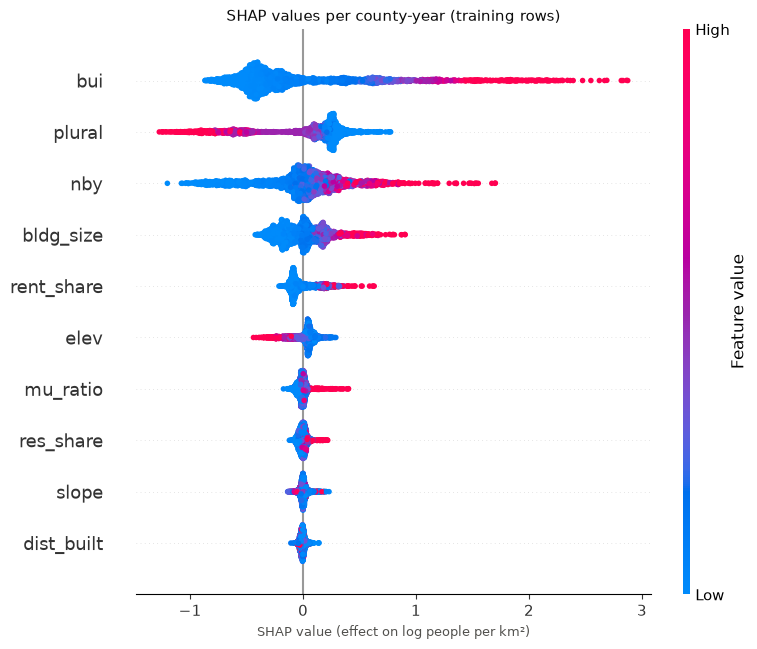 SHAP values per county-year (training rows)
High
bui
plural
nby
bldg_size
rent_share
elev
mu_ratio
res_share
slope
dist_built
Feature value
Low
−1
0
1
2
3
SHAP value (effect on log people per km²)